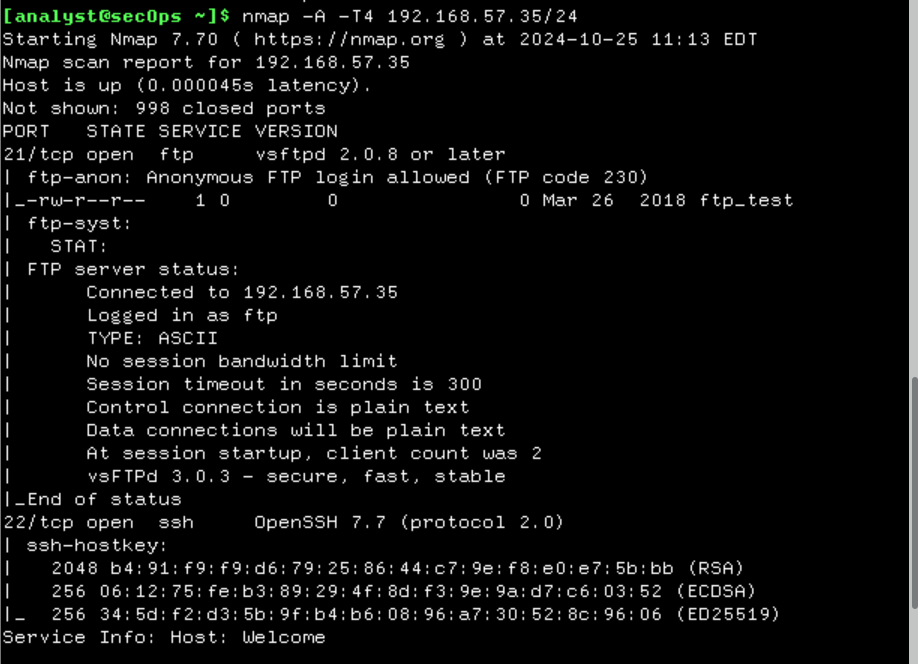 [analyst@secOps ~]$ nmap -A -T4 192.168.57.35/24
Starting Nmap 7.70 ( https://nmap.org ) at 2024-10-25 11:13 EDT
Nmap scan report for 192.168.57.35
Host is up (0.000045s latency).
Not shown: 998 closed ports
PORT   STATE SERVICE VERSION
21/tcp open  ftp     vsftpd 2.0.8 or later
| ftp-anon: Anonymous FTP login allowed (FTP code 230)
|_-rw-r--r--    1 0        0               0 Mar 26  2018 ftp_test
| ftp-syst:
|   STAT:
| FTP server status:
|      Connected to 192.168.57.35
|      Logged in as ftp
|      TYPE: ASCII
|      No session bandwidth limit
|      Session timeout in seconds is 300
|      Control connection is plain text
|      Data connections will be plain text
|      At session startup, client count was 2
|      vsFTPd 3.0.3 - secure, fast, stable
|_End of status
22/tcp open  ssh     OpenSSH 7.7 (protocol 2.0)
| ssh-hostkey:
|   2048 b4:91:f9:f9:d6:79:25:86:44:c7:9e:f8:e0:e7:5b:bb (RSA)
|   256 06:12:75:fe:b3:89:29:4f:8d:f3:9e:9a:d7:c6:03:52 (ECDSA)
|_  256 34:5d:f2:d3:5b:9f:b4:b6:08:96:a7:30:52:8c:96:06 (ED25519)
Service Info: Host: Welcome